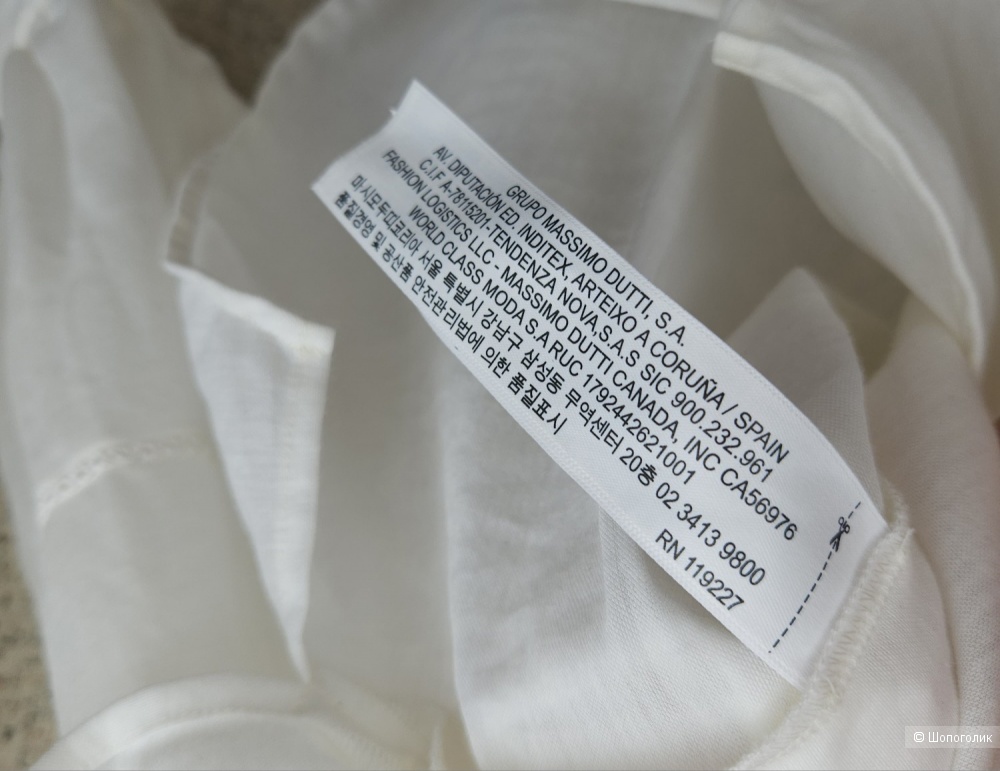 GRUPO MASSIMO DUTTI, S.A.
AV. DIPUTACIÓN ED. INDITEX, ARTEIXO A CORUÑA / SPAIN
C.I.F A-78115201-TENDENZA NOVA,S.A.S SIC 900.232.961
FASHION LOGISTICS LLC - MASSIMO DUTTI CANADA, INC CA56976
WORLD CLASS MODA S.A RUC 1792442621001
마시모두띠코리아 서울 특별시 강남구 삼성동 무역센터 20층 02 3413 9800
품질경영 및 공산품 안전관리법에 의한 품질표시
RN 119227
© Шопоголик